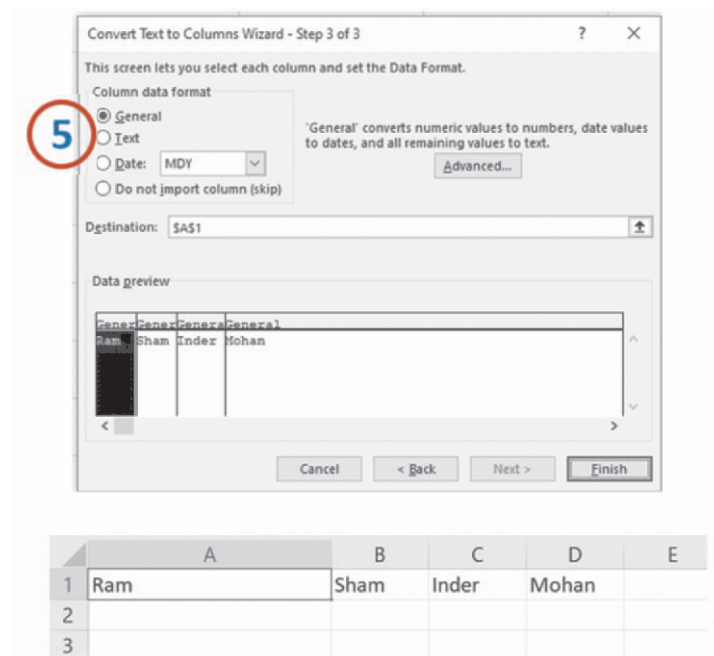 Convert Text to Columns Wizard - Step 3 of 3 ? ×
This screen lets you select each column and set the Data Format.
Column data format
5
General
Text
Date: MDY
Do not import column (skip)
'General' converts numeric values to numbers, date values
to dates, and all remaining values to text.
Advanced...
Destination: $A$1
Data preview
GenerGenerGeneraGeneral
Ram Sham Inder Mohan
Cancel < Back Next > Finish
A B C D E
1 Ram Sham Inder Mohan
2
3